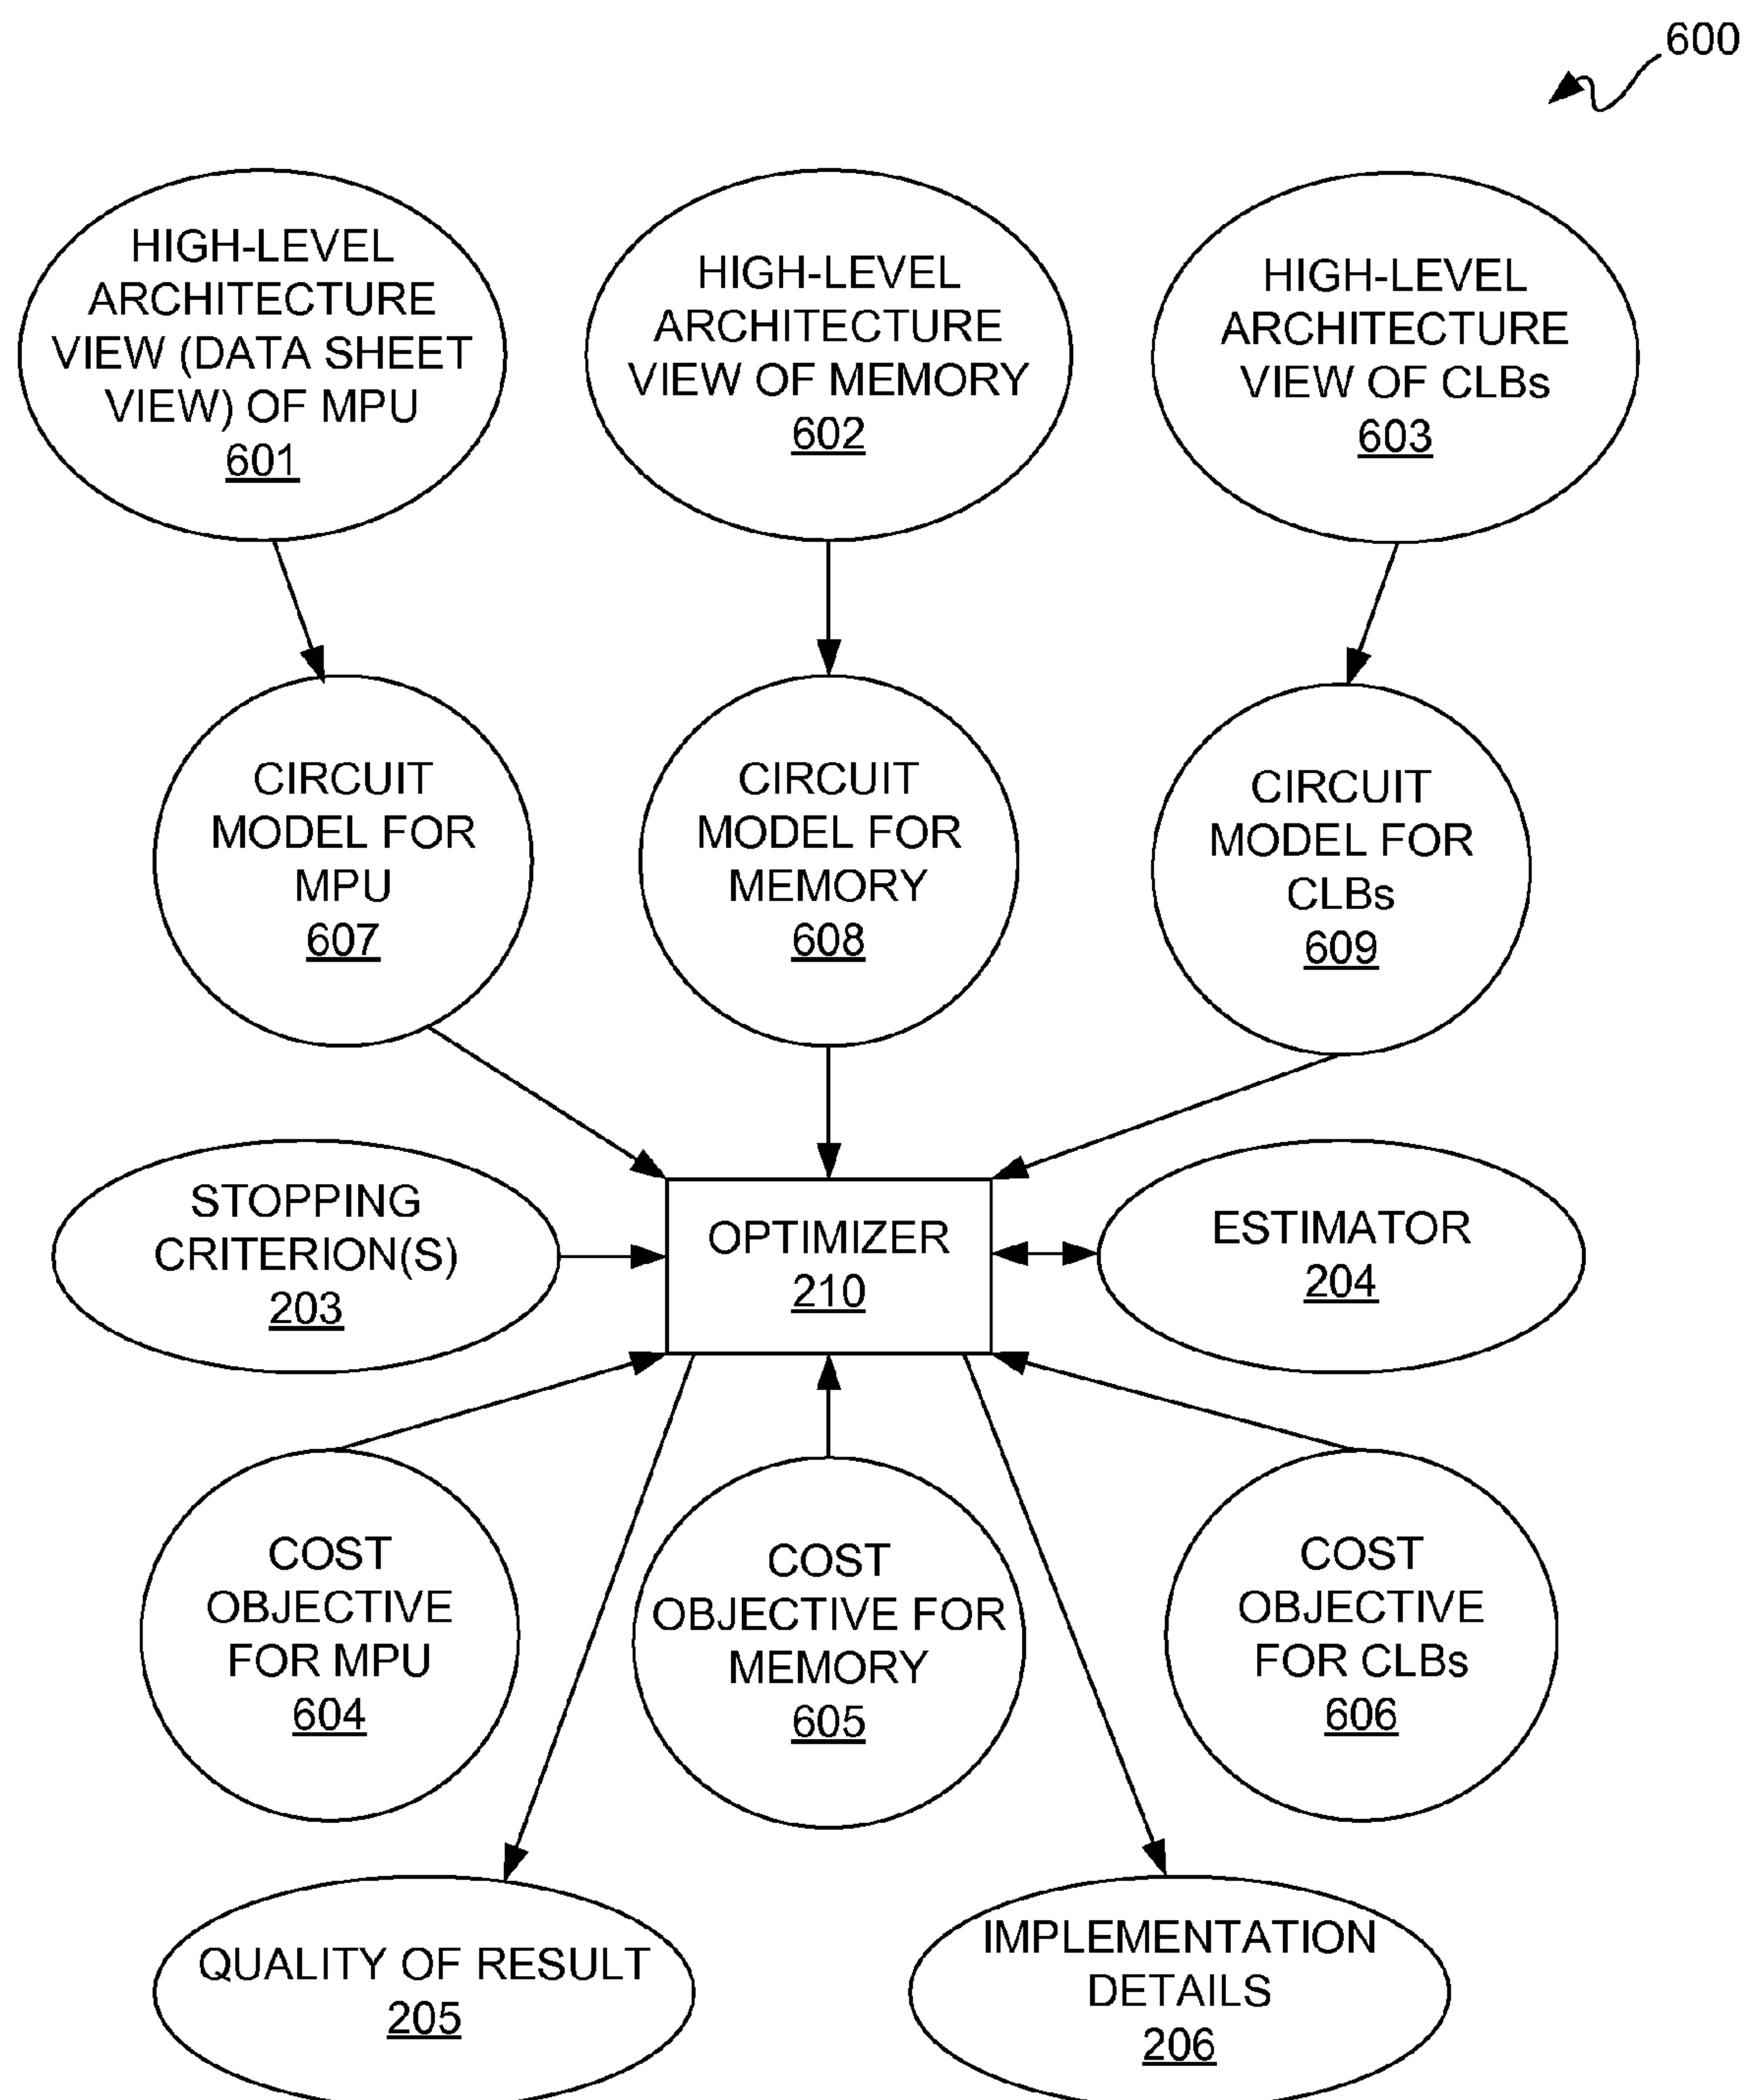 600
HIGH-LEVEL
ARCHITECTURE
VIEW (DATA SHEET
VIEW) OF MPU
601
HIGH-LEVEL
ARCHITECTURE
VIEW OF MEMORY
602
HIGH-LEVEL
ARCHITECTURE
VIEW OF CLBs
603
CIRCUIT
MODEL FOR
MPU
607
CIRCUIT
MODEL FOR
MEMORY
608
CIRCUIT
MODEL FOR
CLBs
609
STOPPING
CRITERION(S)
203
OPTIMIZER
210
ESTIMATOR
204
COST
OBJECTIVE
FOR MPU
604
COST
OBJECTIVE FOR
MEMORY
605
COST
OBJECTIVE
FOR CLBs
606
QUALITY OF RESULT
205
IMPLEMENTATION
DETAILS
206